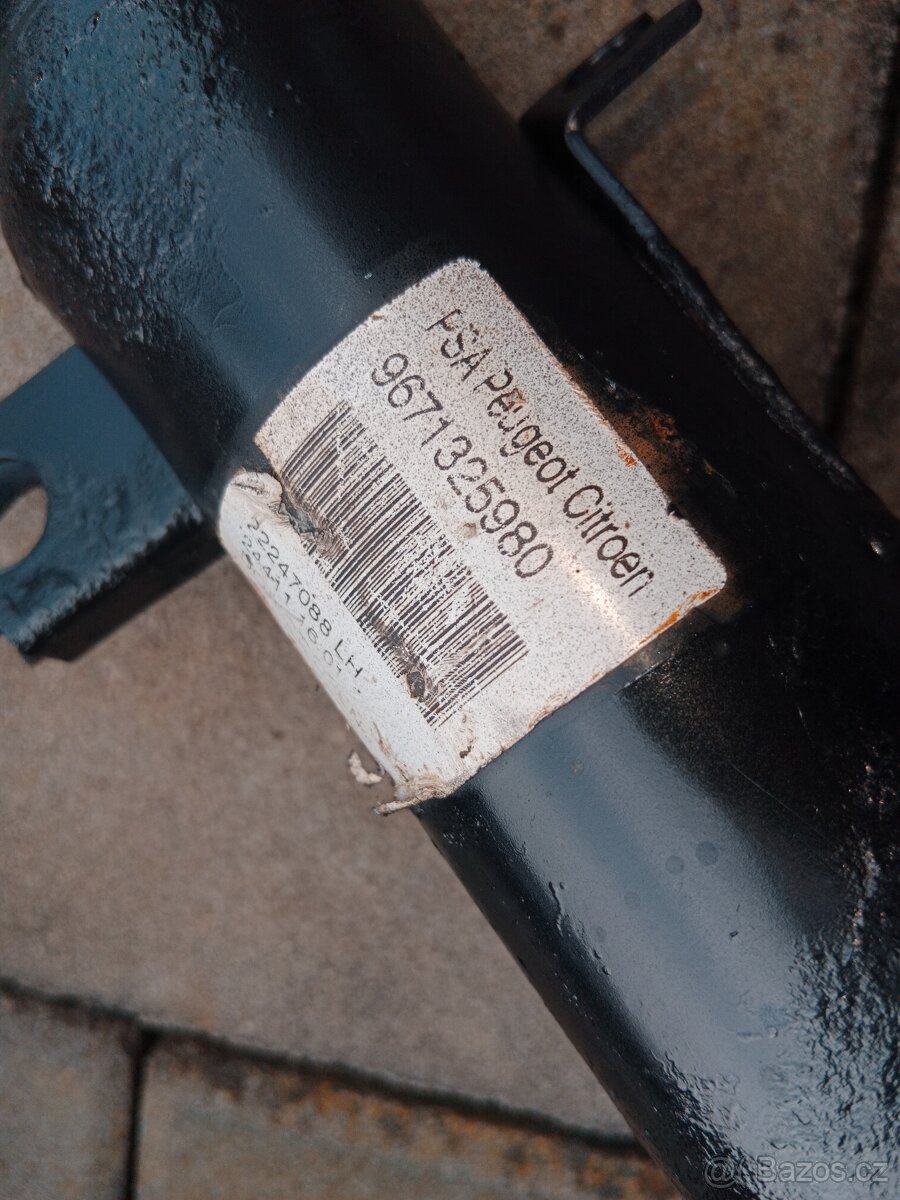 PSA Peugeot Citroen
9671325980
22247088 LH
@ Bazos.cz